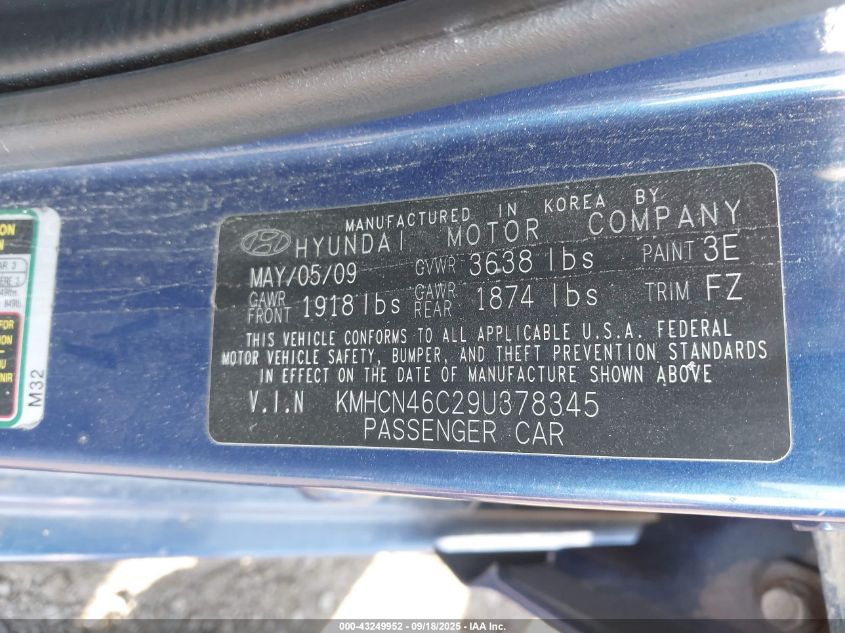 MANUFACTURED IN KOREA BY
HYUNDAI MOTOR COMPANY
MAY/05/09 GVWR 3638 lbs PAINT 3E
GAWR FRONT 1918 lbs GAWR REAR 1874 lbs TRIM FZ
THIS VEHICLE CONFORMS TO ALL APPLICABLE U.S.A. FEDERAL
MOTOR VEHICLE SAFETY, BUMPER, AND THEFT PREVENTION STANDARDS
IN EFFECT ON THE DATE OF MANUFACTURE SHOWN ABOVE
V.I.N KMHCN46C29U378345
PASSENGER CAR
M32
000-43249952 - 09/18/2025 - IAA Inc.